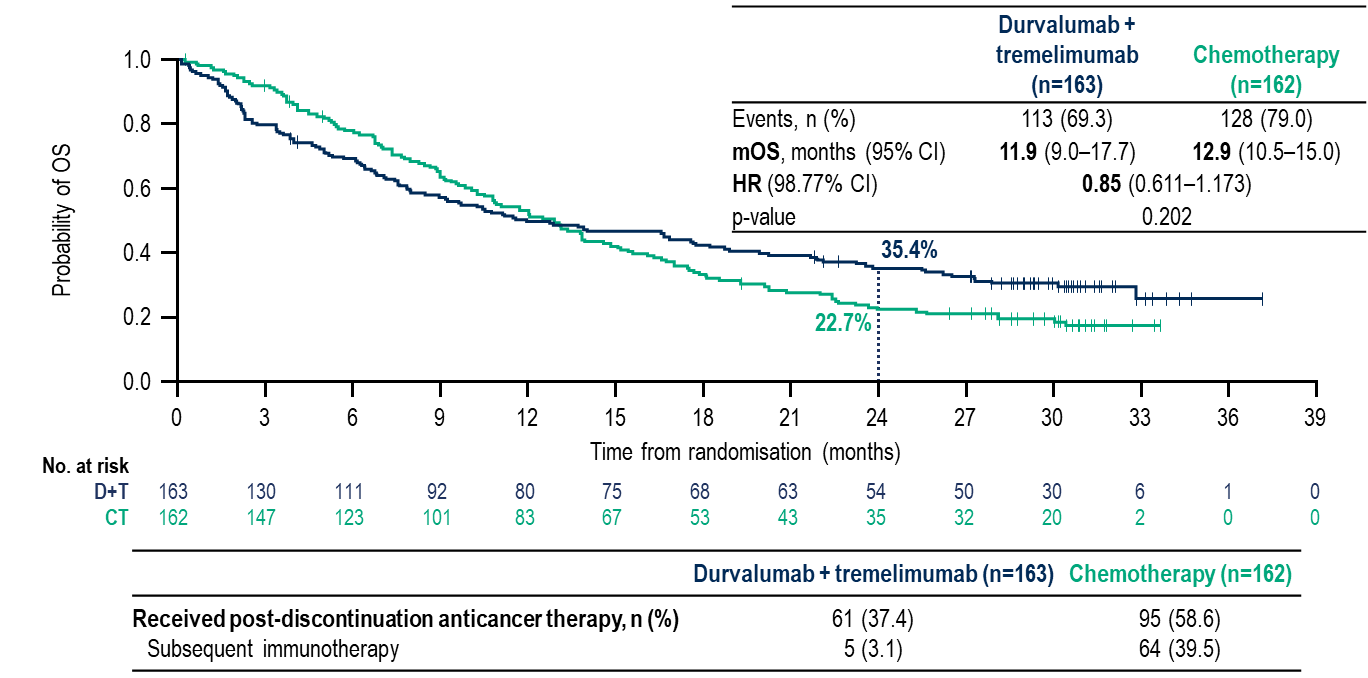 Durvalumab +
tremelimumab
(n=163)
Chemotherapy
(n=162)
Events, n (%) 113 (69.3) 128 (79.0)
mOS, months (95% CI) 11.9 (9.0–17.7) 12.9 (10.5–15.0)
HR (98.77% CI) 0.85 (0.611–1.173)
p-value 0.202
Probability of OS
1.0
0.8
0.6
0.4
0.2
0.0
35.4%
22.7%
0 3 6 9 12 15 18 21 24 27 30 33 36 39
Time from randomisation (months)
No. at risk
D+T 163 130 111 92 80 75 68 63 54 50 30 6 1 0
CT 162 147 123 101 83 67 53 43 35 32 20 2 0 0
Durvalumab + tremelimumab (n=163) Chemotherapy (n=162)
Received post-discontinuation anticancer therapy, n (%) 61 (37.4) 95 (58.6)
Subsequent immunotherapy 5 (3.1) 64 (39.5)